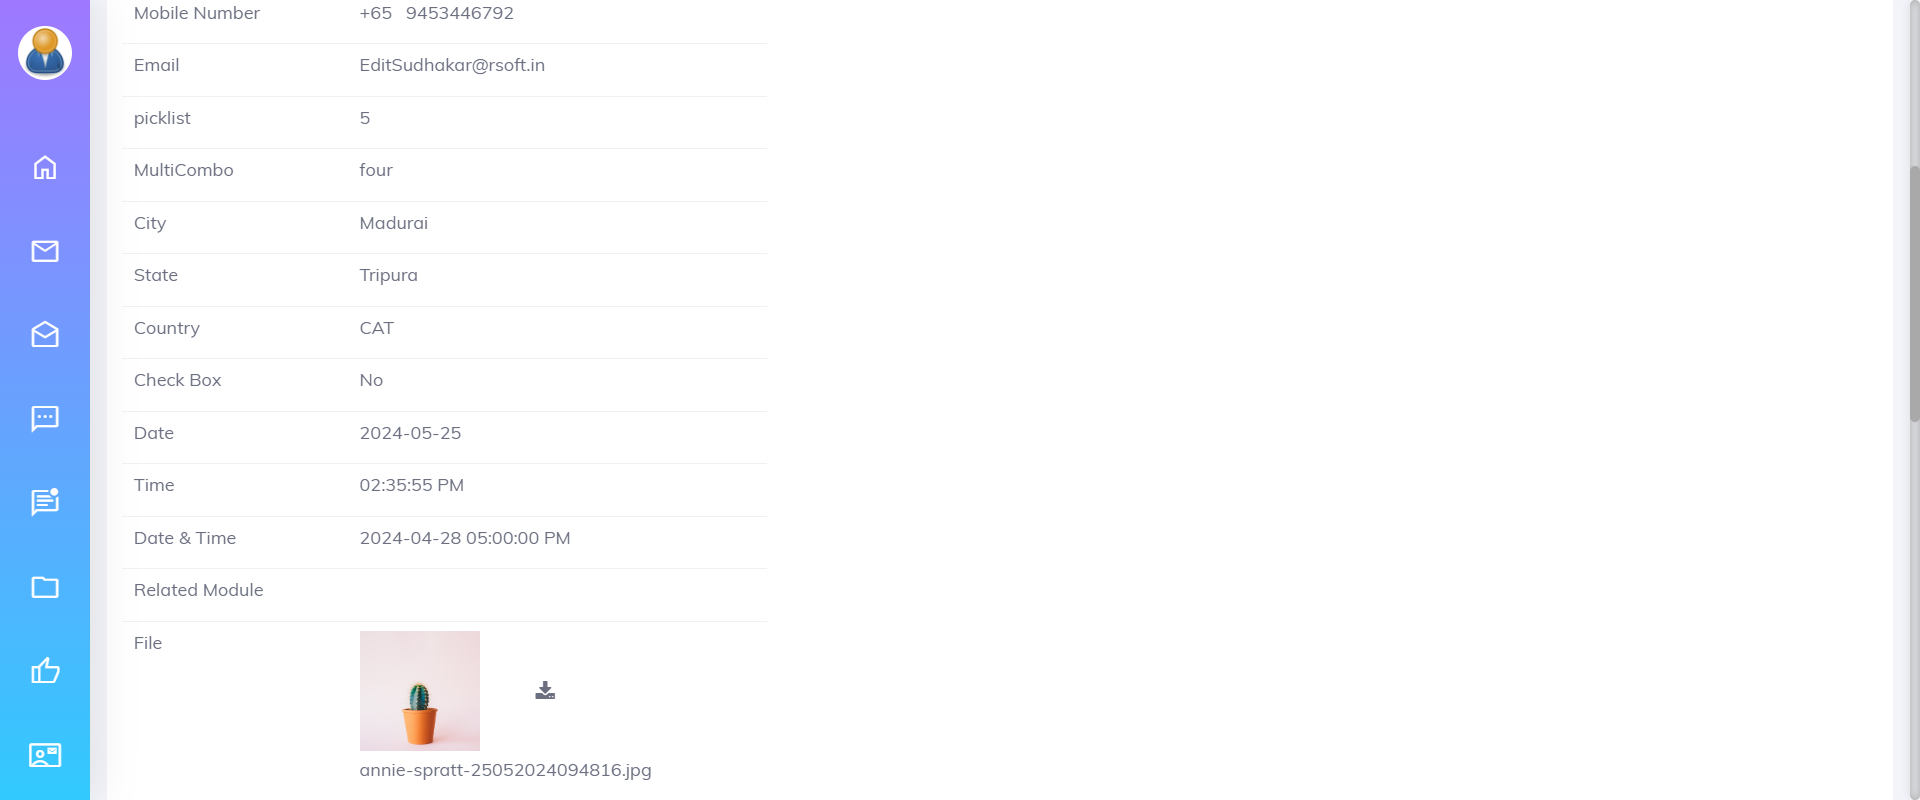 Mobile Number +65 9453446792
Email EditSudhakar@rsoft.in
picklist 5
MultiCombo four
City Madurai
State Tripura
Country CAT
Check Box No
Date 2024-05-25
Time 02:35:55 PM
Date & Time 2024-04-28 05:00:00 PM
Related Module
File
annie-spratt-25052024094816.jpg